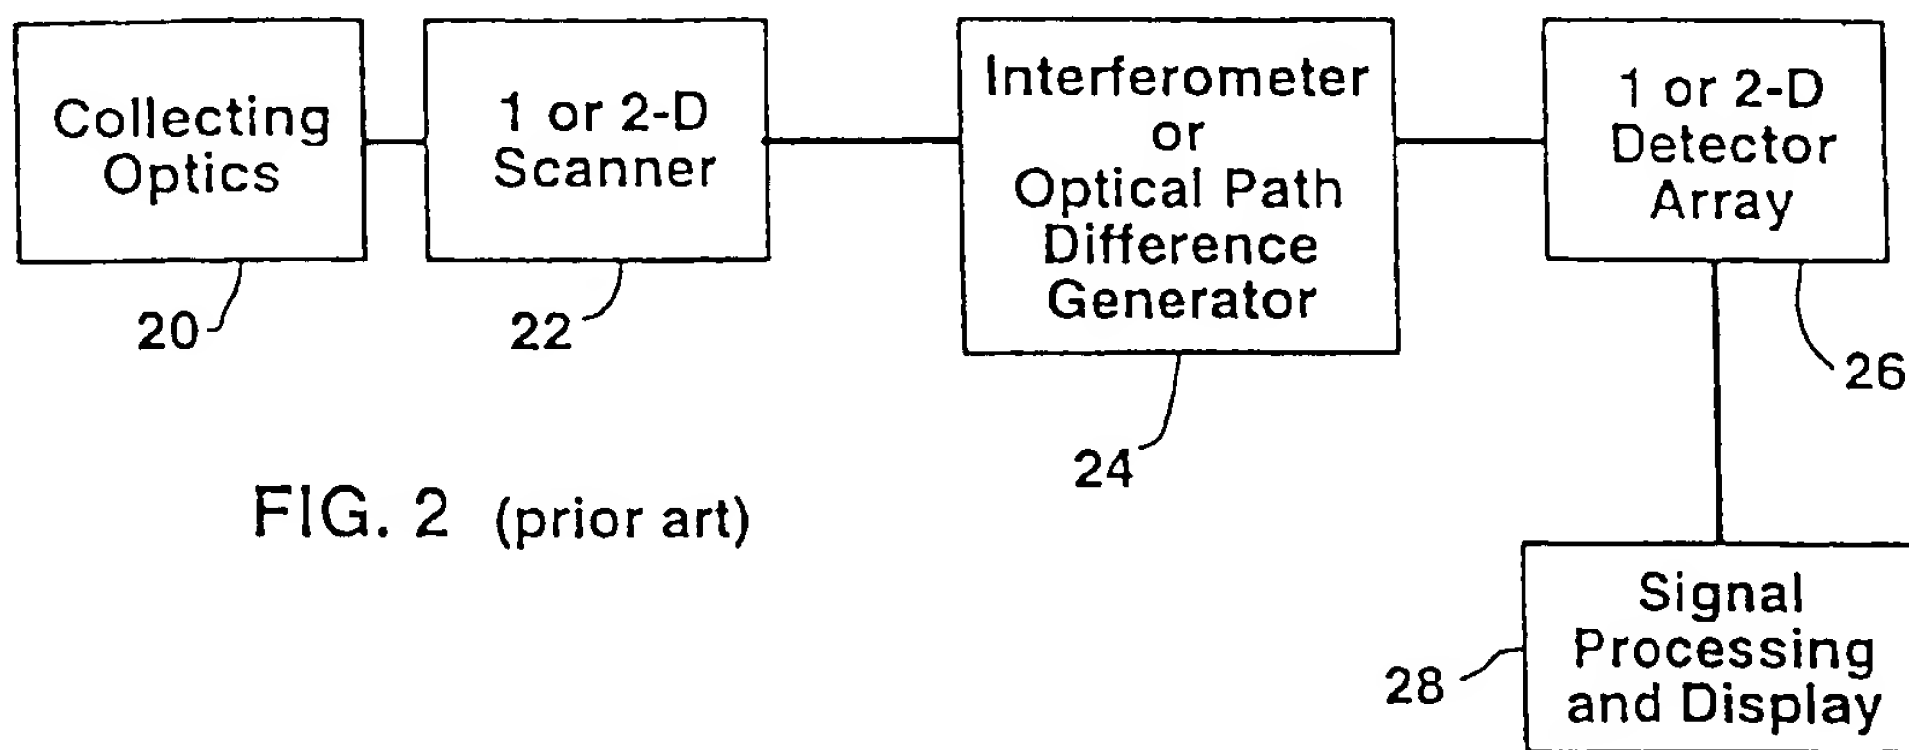 Collecting
Optics
20
1 or 2-D
Scanner
22
Interferometer
or
Optical Path
Difference
Generator
24
1 or 2-D
Detector
Array
26
Signal
Processing
and Display
28
FIG. 2 (prior art)